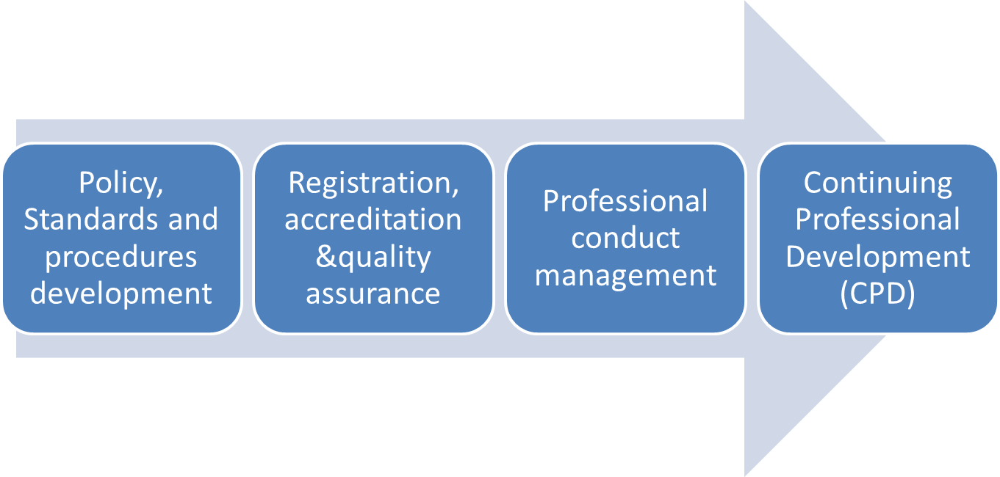 Policy,
Standards and
procedures
development
Registration,
accreditation
&quality
assurance
Professional
conduct
management
Continuing
Professional
Development
(CPD)